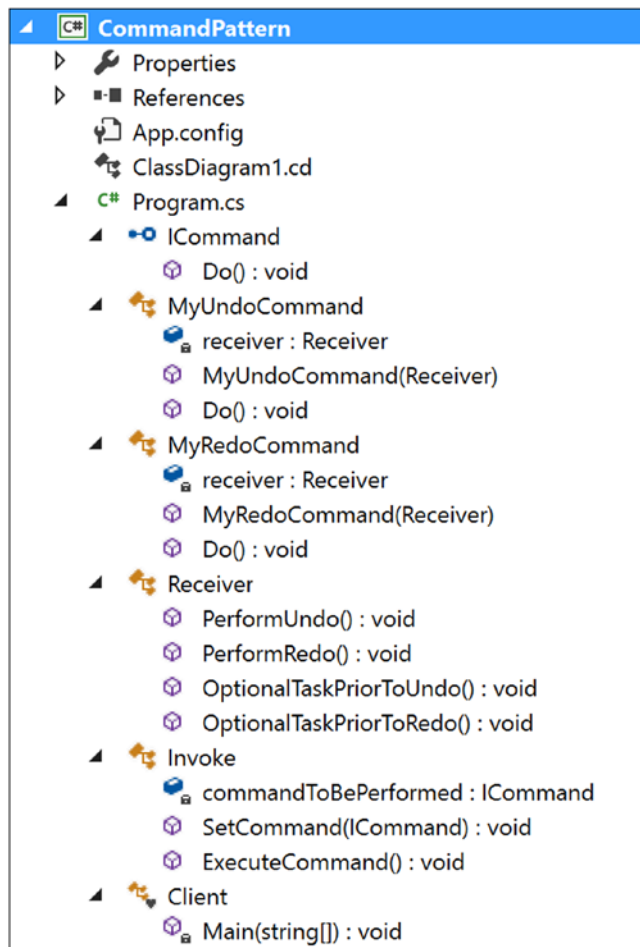 C# CommandPattern
Properties
References
App.config
ClassDiagram1.cd
C# Program.cs
ICommand
Do() : void
MyUndoCommand
receiver : Receiver
MyUndoCommand(Receiver)
Do() : void
MyRedoCommand
receiver : Receiver
MyRedoCommand(Receiver)
Do() : void
Receiver
PerformUndo() : void
PerformRedo() : void
OptionalTaskPriorToUndo() : void
OptionalTaskPriorToRedo() : void
Invoke
commandToBePerformed : ICommand
SetCommand(ICommand) : void
ExecuteCommand() : void
Client
Main(string[]) : void